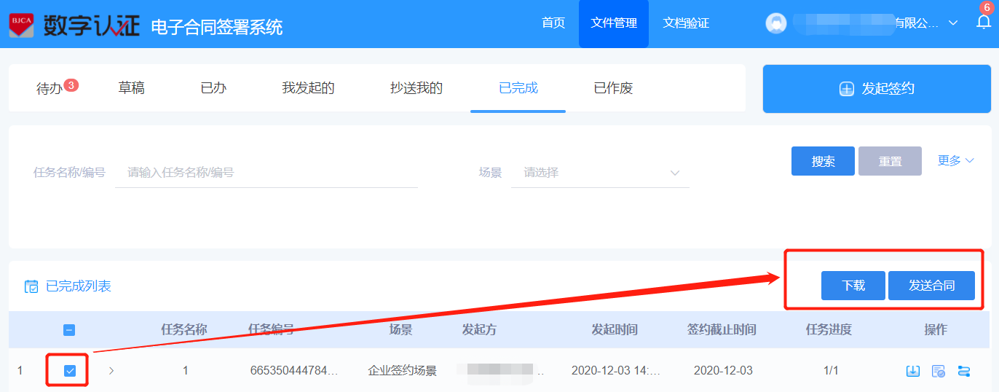 BJCA 数字认证 电子合同签署系统 首页 文件管理 文档验证 有限公... 6
待办 3 草稿 已办 我发起的 抄送我的 已完成 已作废 发起签约
任务名称/编号 请输入任务名称/编号 场景 请选择 搜索 重置 更多
已完成列表 下载 发送合同
任务名称 任务编号 场景 发起方 发起时间 签约截止时间 任务进度 操作
1 1 665350444784... 企业签约场景 .. 2020-12-03 14:... 2020-12-03 1/1